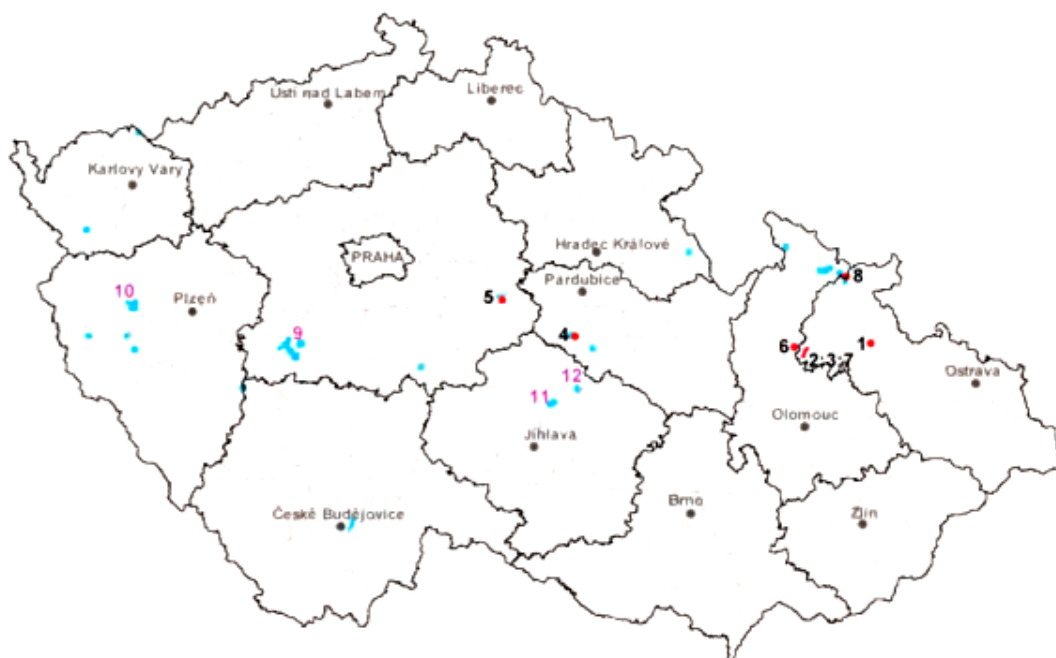 Ústí nad Labem
Liberec
Karlovy Vary
Hradec Králové
PRAHA
Pardubice
8
10
Plzeň
5
9
4
6
2
3
7
1
Ostrava
12
11
Olomouc
Jihlava
Brno
Zlín
České Budějovice